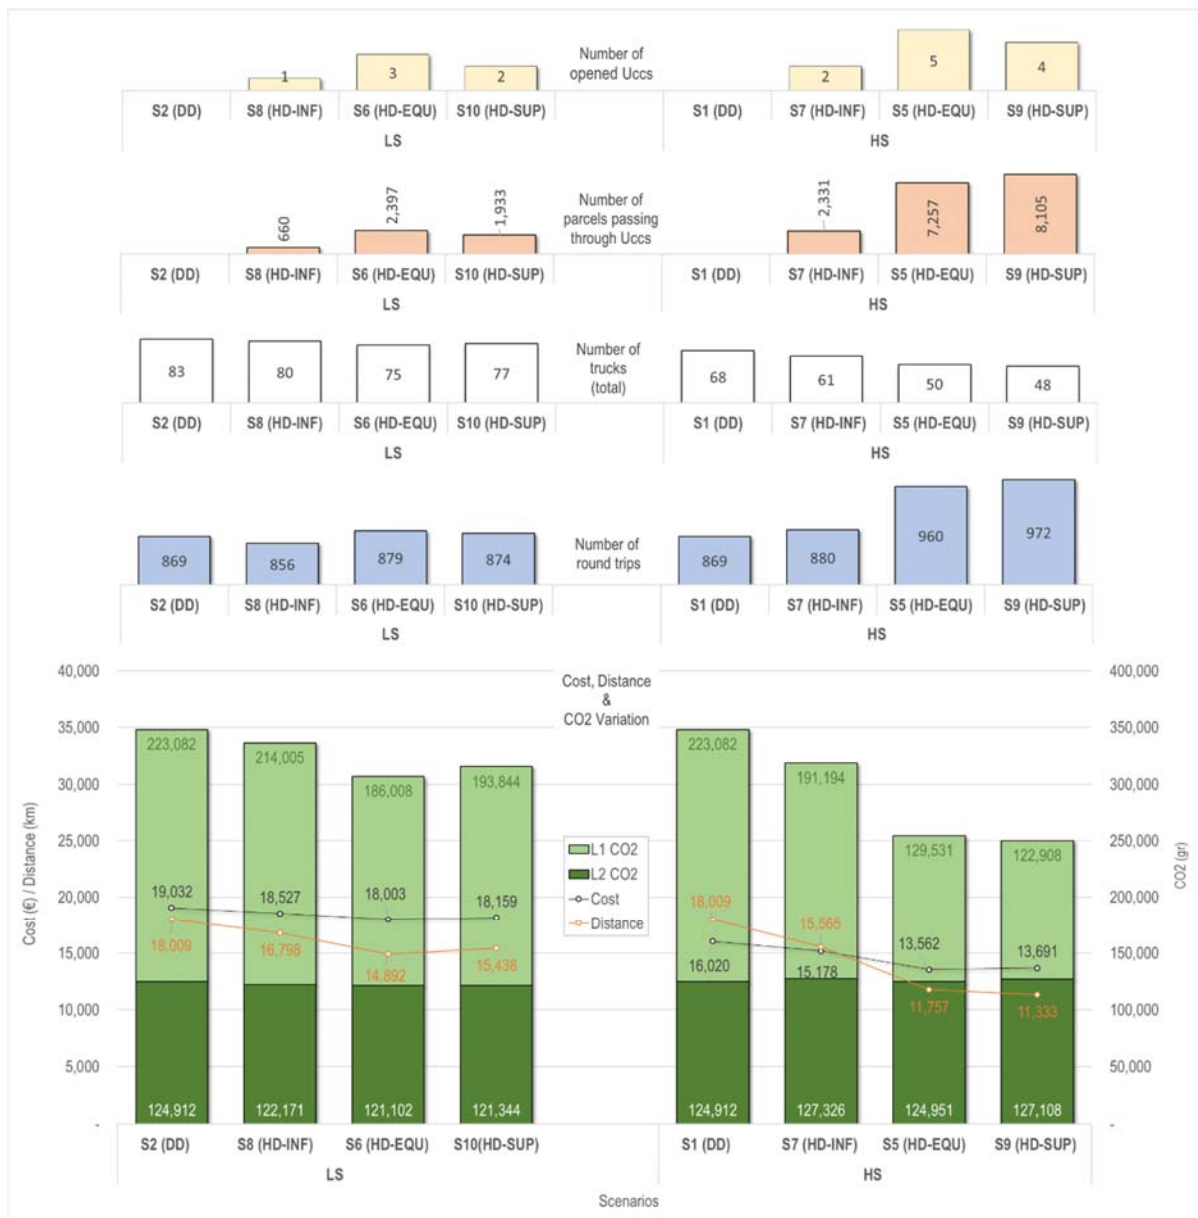 Number of
opened Uccs
1
3
2
2
5
4
S2 (DD)
S8 (HD-INF)
S6 (HD-EQU)
S10 (HD-SUP)
S1 (DD)
S7 (HD-INF)
S5 (HD-EQU)
S9 (HD-SUP)
LS
HS
Number of
parcels passing
through Uccs
660
2,397
1,933
2,331
7,257
8,105
S2 (DD)
S8 (HD-INF)
S6 (HD-EQU)
S10 (HD-SUP)
S1 (DD)
S7 (HD-INF)
S5 (HD-EQU)
S9 (HD-SUP)
LS
HS
Number of
trucks
(total)
83
80
75
77
68
61
50
48
S2 (DD)
S8 (HD-INF)
S6 (HD-EQU)
S10 (HD-SUP)
S1 (DD)
S7 (HD-INF)
S5 (HD-EQU)
S9 (HD-SUP)
LS
HS
Number of
round trips
869
856
879
874
869
880
960
972
S2 (DD)
S8 (HD-INF)
S6 (HD-EQU)
S10 (HD-SUP)
S1 (DD)
S7 (HD-INF)
S5 (HD-EQU)
S9 (HD-SUP)
LS
HS
Cost, Distance
&
CO2 Variation
Cost (€) / Distance (km)
40,000
35,000
30,000
25,000
20,000
15,000
10,000
5,000
-
223,082
214,005
186,008
193,844
19,032
18,527
18,003
18,159
18,009
16,798
14,892
15,438
124,912
122,171
121,102
121,344
L1 CO2
L2 CO2
Cost
Distance
223,082
191,194
129,531
122,908
18,009
15,565
13,562
13,691
16,020
15,178
11,757
11,333
124,912
127,326
124,951
127,108
400,000
350,000
300,000
250,000
200,000
150,000
100,000
50,000
-
CO2 (gr)
S2 (DD)
S8 (HD-INF)
S6 (HD-EQU)
S10(HD-SUP)
S1 (DD)
S7 (HD-INF)
S5 (HD-EQU)
S9 (HD-SUP)
LS
HS
Scenarios